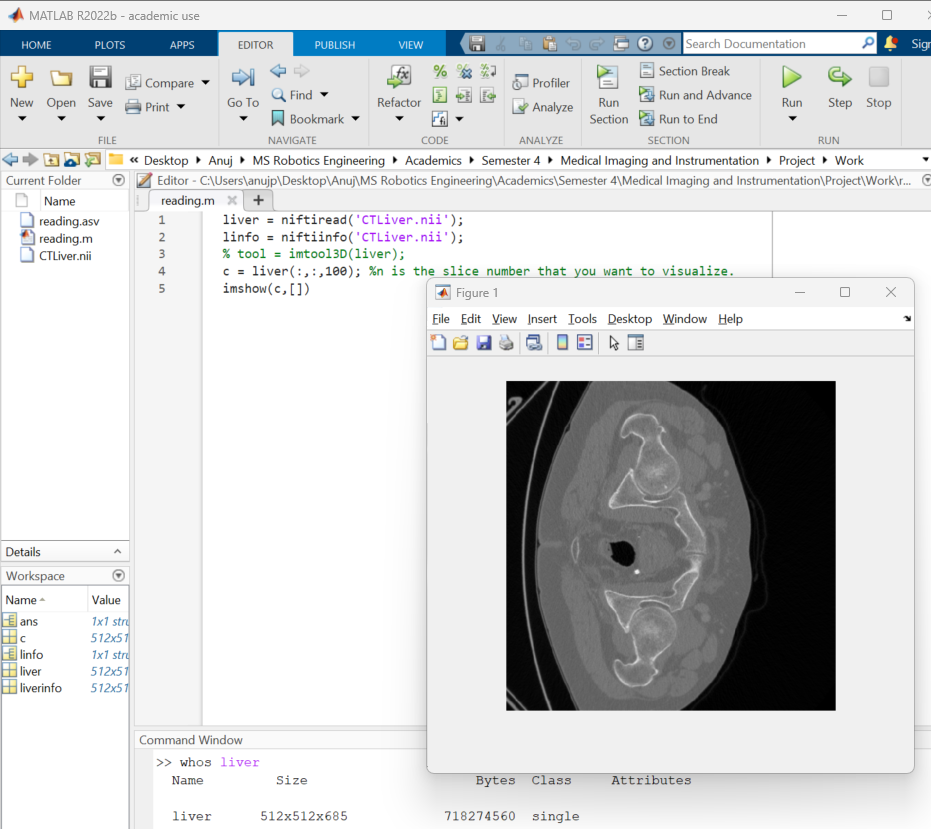 MATLAB R2022b - academic use
HOME PLOTS APPS EDITOR PUBLISH VIEW
Search Documentation
New
Open
Save
Compare
Print
FILE
Go To
Find
Bookmark
NAVIGATE
Refactor
CODE
Profiler
Analyze
ANALYZE
Run
Section
Section Break
Run and Advance
Run to End
SECTION
Run
Step
Stop
RUN
« Desktop Anuj MS Robotics Engineering Academics Semester 4 Medical Imaging and Instrumentation Project Work
Current Folder
Name
reading.asv
reading.m
CTLiver.nii
Details
Workspace
Name Value
ans 1x1 stru
c 512x51
linfo 1x1 stru
liver 512x51
liverinfo 512x51
Editor - C:\Users\anujp\Desktop\Anuj\MS Robotics Engineering\Academics\Semester 4\Medical Imaging and Instrumentation\Project\Work\r...
reading.m
1 liver = niftiread('CTLiver.nii');
2 linfo = niftiinfo('CTLiver.nii');
3 % tool = imtool3D(liver);
4 c = liver(:,:,100); %n is the slice number that you want to visualize.
5 imshow(c,[])
Figure 1
File Edit View Insert Tools Desktop Window Help
Command Window
>> whos liver
Name Size Bytes Class Attributes
liver 512x512x685 718274560 single